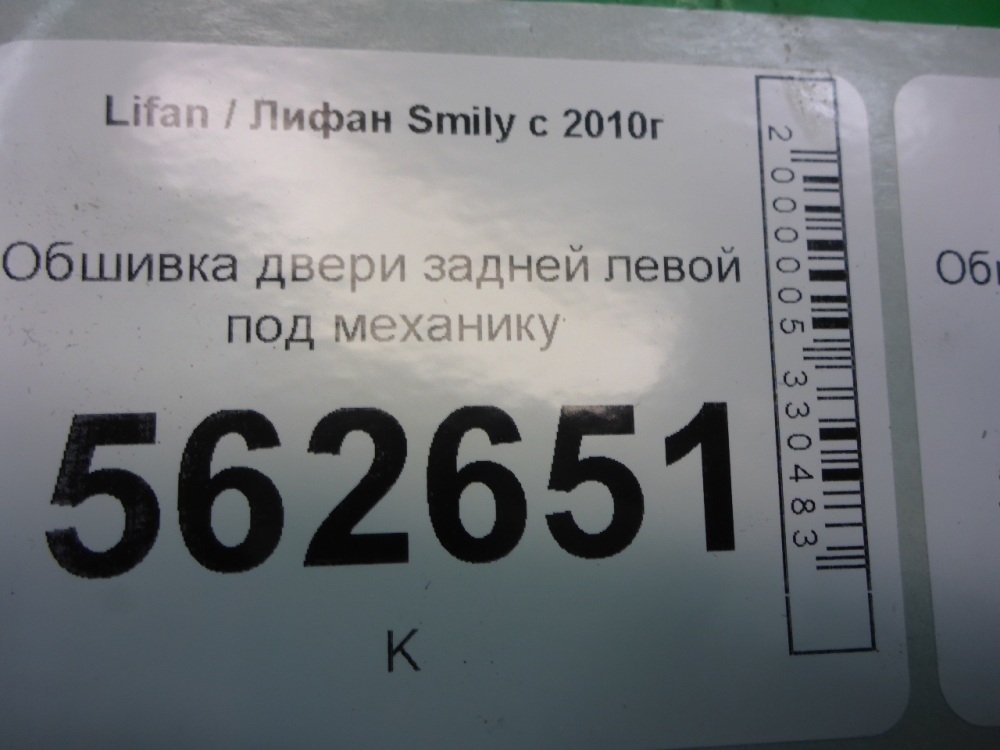 Lifan / Лифан Smily с 2010г
Обшивка двери задней левой
под механику
562651
К
2000005330483